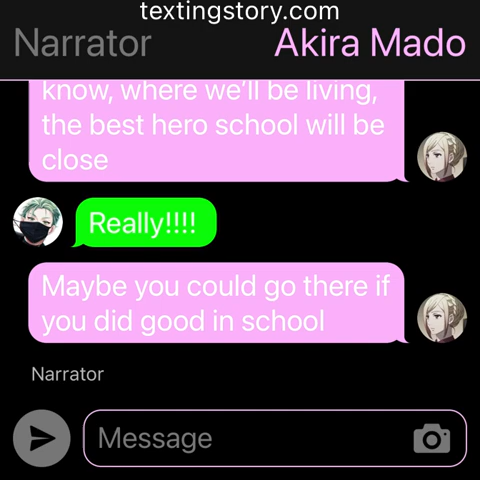 textingstory.com
Narrator Akira Mado
know, where we'll be living,
the best hero school will be
close
Really!!!!
Maybe you could go there if
you did good in school
Narrator
Message